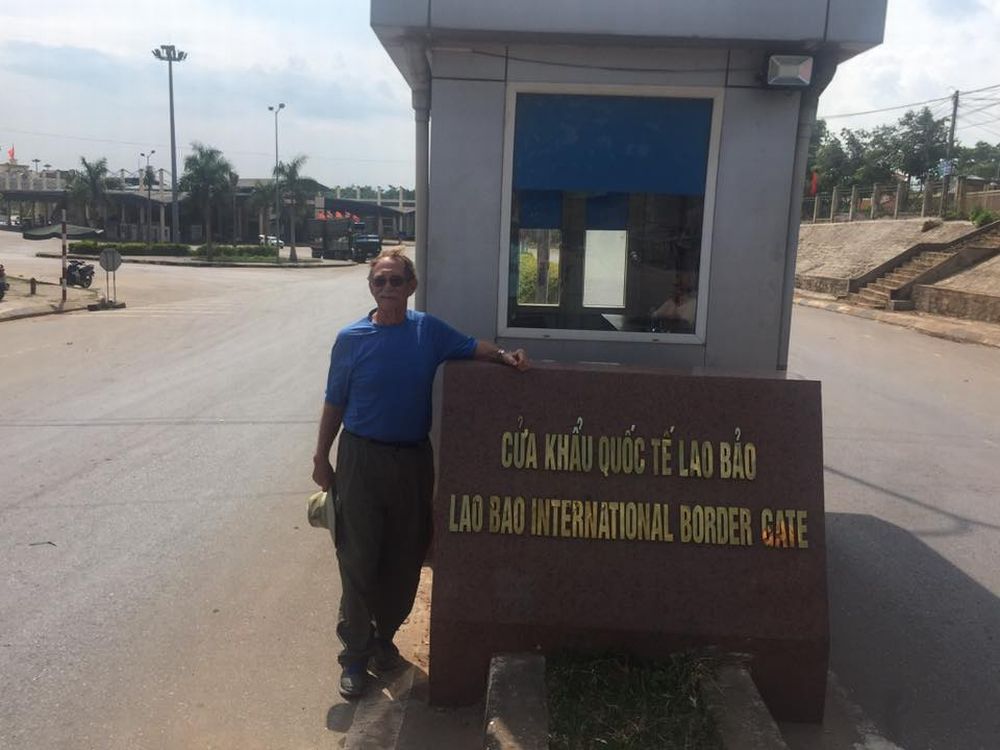 CỬA KHẨU QUỐC TẾ LAO BẢO
LAO BAO INTERNATIONAL BORDER GATE